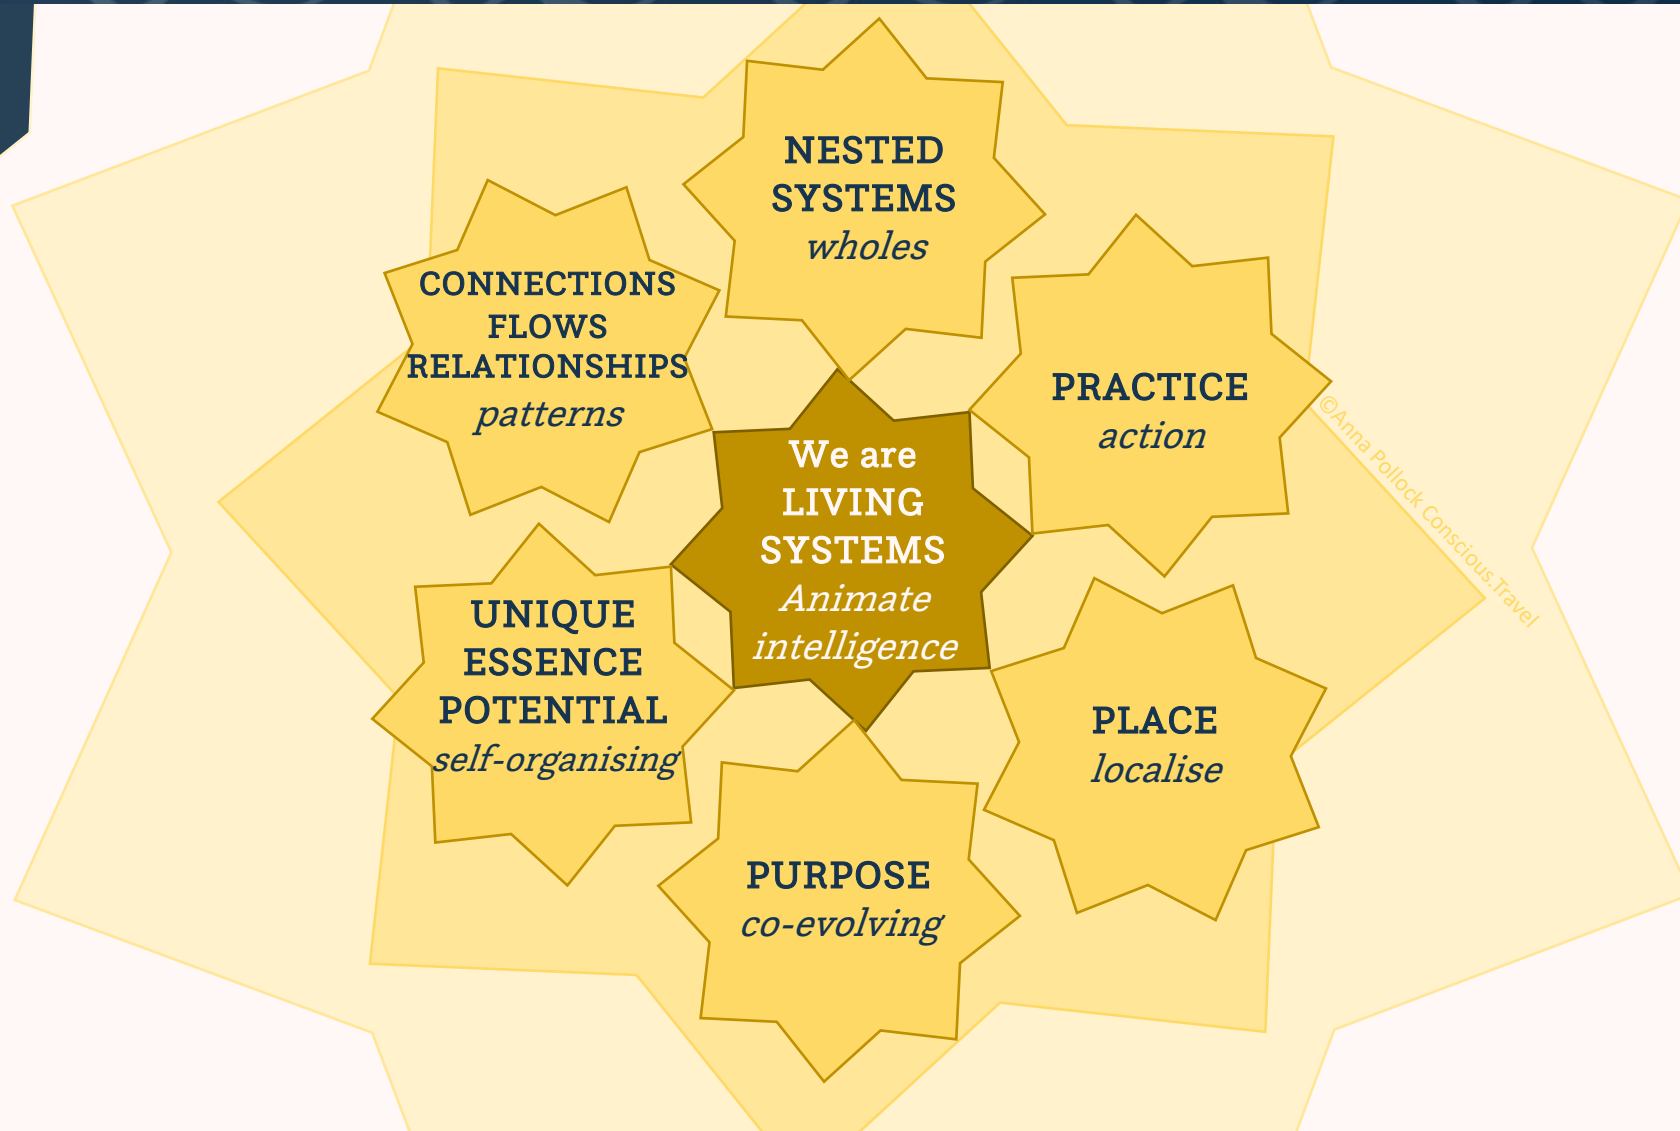 NESTED
SYSTEMS
wholes
CONNECTIONS
FLOWS
RELATIONSHIPS
patterns
PRACTICE
action
We are
LIVING
SYSTEMS
Animate
intelligence
UNIQUE
ESSENCE
POTENTIAL
self-organising
PLACE
localise
PURPOSE
co-evolving
©Anna Pollock Conscious.Travel